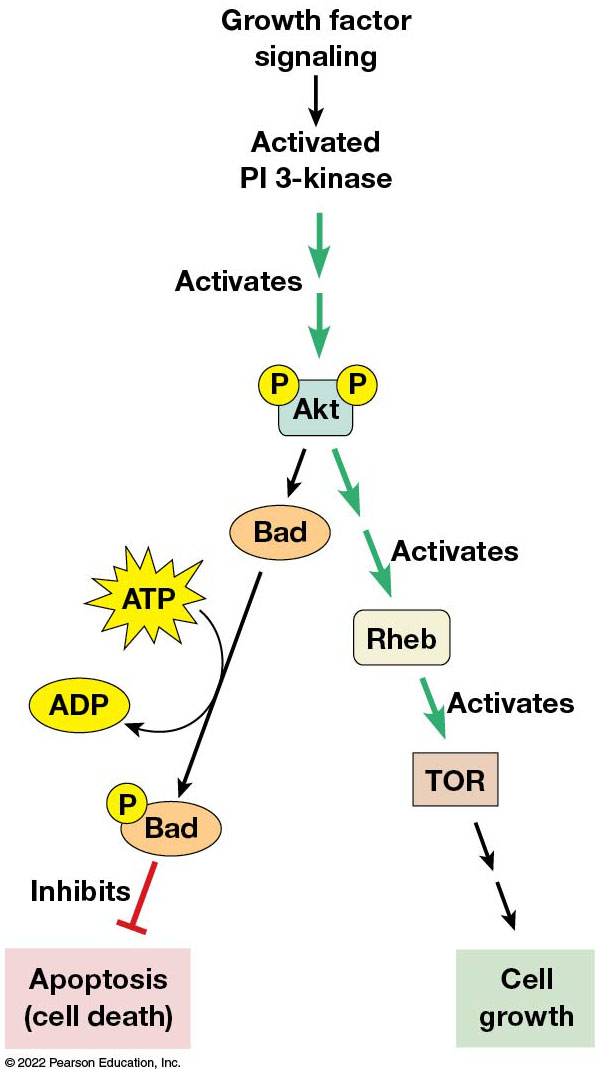 Growth factor
signaling
Activated
PI 3-kinase
Activates
P
P
Akt
Bad
Activates
ATP
Rheb
ADP
Activates
TOR
P
Bad
Inhibits
Apoptosis
(cell death)
Cell
growth
© 2022 Pearson Education, Inc.